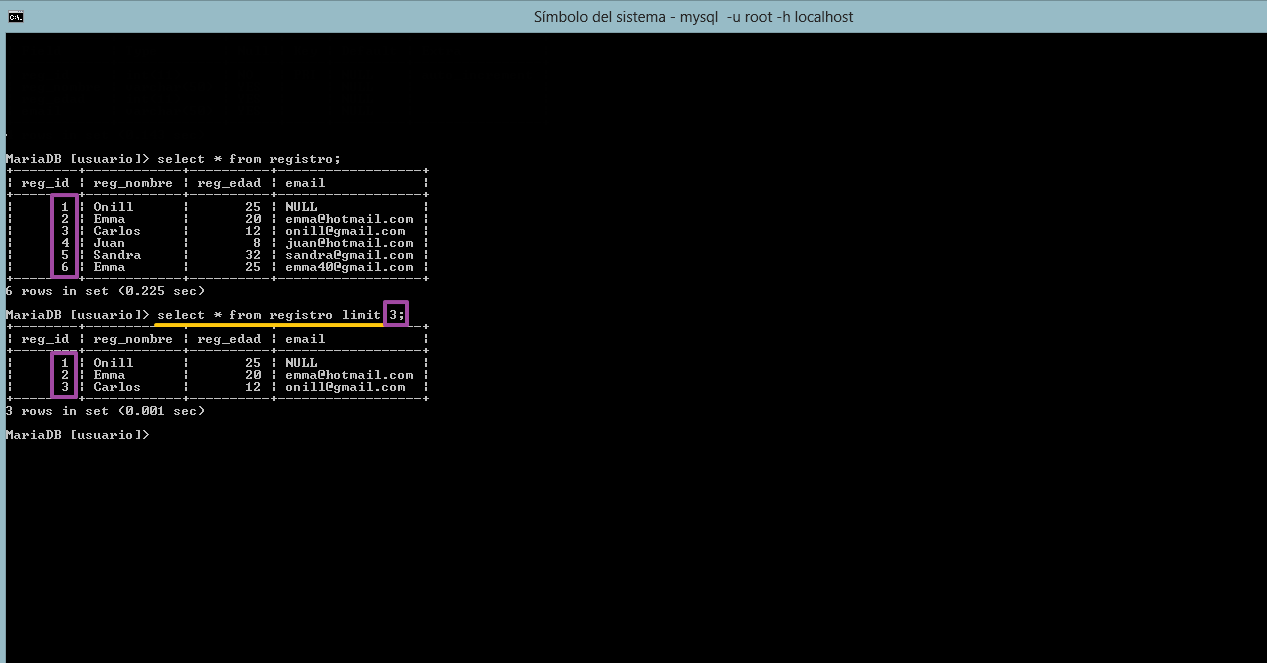 Símbolo del sistema - mysql  -u root -h localhost
MariaDB [usuario]> select * from registro;
+--------+------------+----------+------------------+
| reg_id | reg_nombre | reg_edad | email            |
+--------+------------+----------+------------------+
|      1 | Onill      |       25 | NULL             |
|      2 | Emma       |       20 | emma@hotmail.com |
|      3 | Carlos     |       12 | onill@gmail.com  |
|      4 | Juan       |        8 | juan@hotmail.com |
|      5 | Sandra     |       32 | sandra@gmail.com |
|      6 | Emma       |       25 | emma40@gmail.com |
+--------+------------+----------+------------------+
6 rows in set (0.225 sec)
MariaDB [usuario]> select * from registro limit 3;
+--------+------------+----------+------------------+
| reg_id | reg_nombre | reg_edad | email            |
+--------+------------+----------+------------------+
|      1 | Onill      |       25 | NULL             |
|      2 | Emma       |       20 | emma@hotmail.com |
|      3 | Carlos     |       12 | onill@gmail.com  |
+--------+------------+----------+------------------+
3 rows in set (0.001 sec)
MariaDB [usuario]>